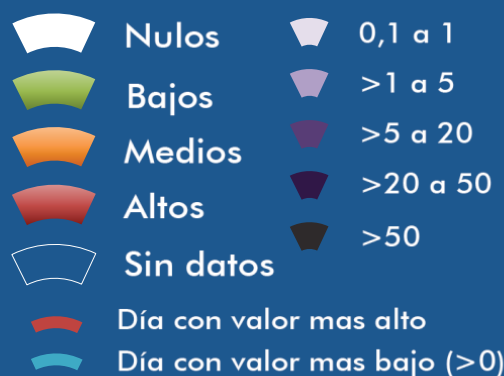 Nulos
Bajos
Medios
Altos
Sin datos
0,1 a 1
>1 a 5
>5 a 20
>20 a 50
>50
Día con valor mas alto
Día con valor mas bajo (>0)